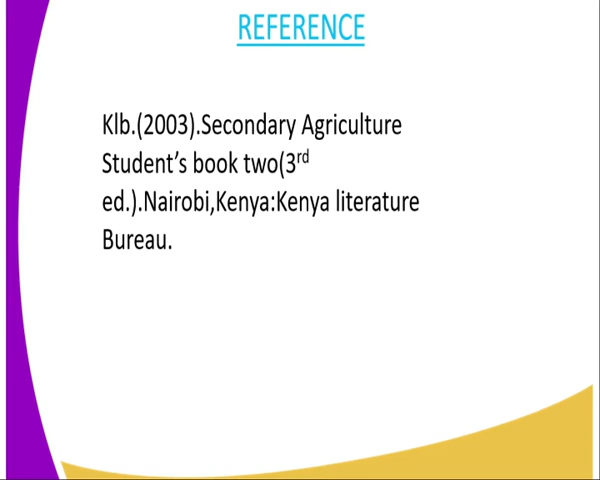 REFERENCE
Klb.(2003).Secondary Agriculture
Student’s book two(3rd
ed.).Nairobi,Kenya:Kenya literature
Bureau.